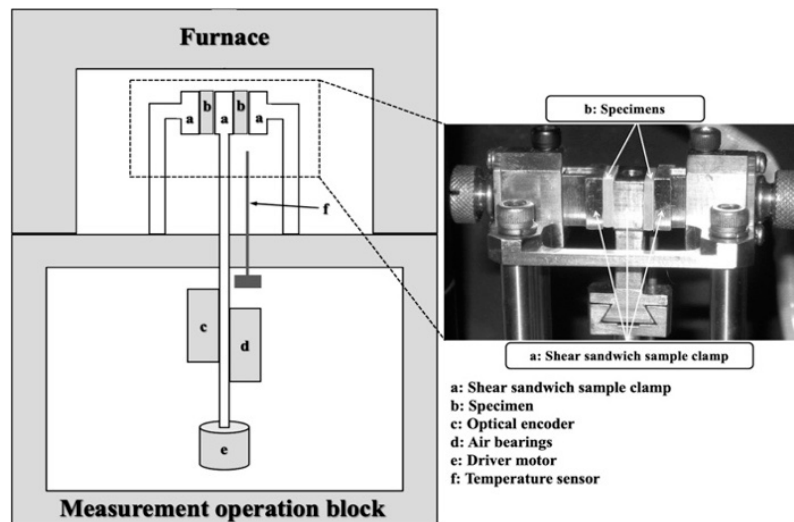 Furnace
a b a b a
f
c
d
e
Measurement operation block
b: Specimens
a: Shear sandwich sample clamp
a: Shear sandwich sample clamp
b: Specimen
c: Optical encoder
d: Air bearings
e: Driver motor
f: Temperature sensor